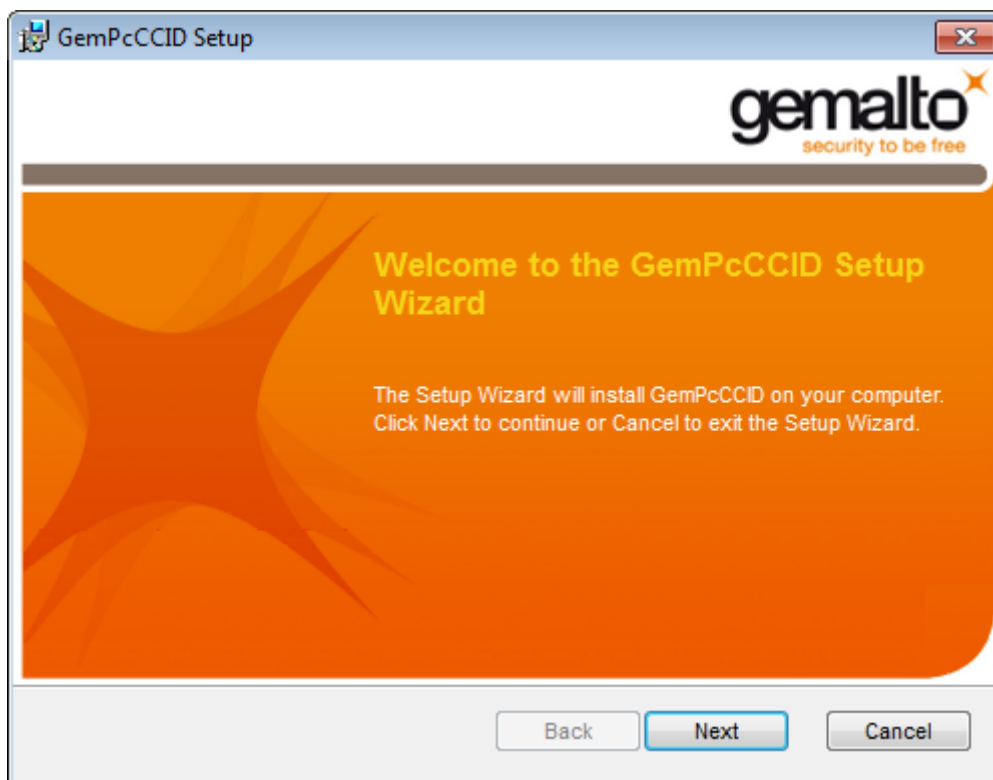 GemPcCCID Setup
gemalto
security to be free
Welcome to the GemPcCCID Setup
Wizard
The Setup Wizard will install GemPcCCID on your computer.
Click Next to continue or Cancel to exit the Setup Wizard.
Back
Next
Cancel